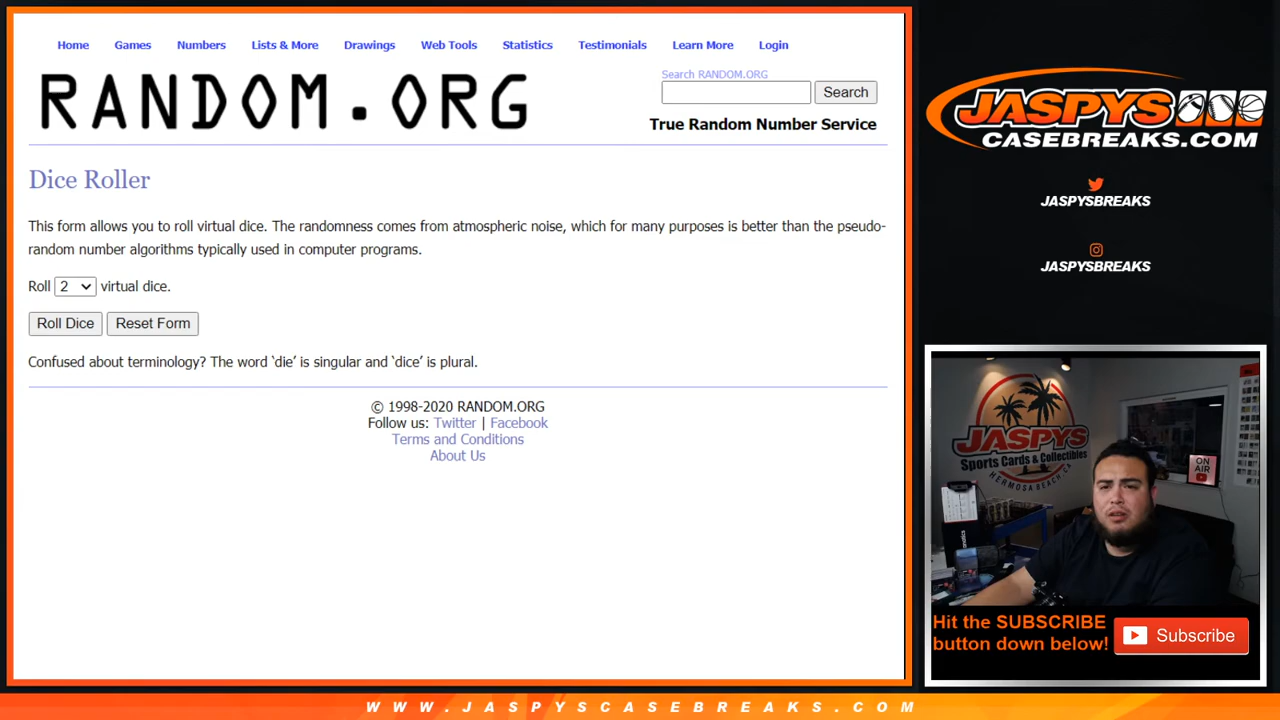 Home Games Numbers Lists & More Drawings Web Tools Statistics Testimonials Learn More Login
RANDOM.ORG
Search RANDOM.ORG
Search
True Random Number Service
Dice Roller
This form allows you to roll virtual dice. The randomness comes from atmospheric noise, which for many purposes is better than the pseudo-
random number algorithms typically used in computer programs.
Roll 2 virtual dice.
Roll Dice Reset Form
Confused about terminology? The word ‘die’ is singular and ‘dice’ is plural.
© 1998-2020 RANDOM.ORG
Follow us: Twitter | Facebook
Terms and Conditions
About Us
JASPYS
CASEBREAKS.COM
JASPYSBREAKS
JASPYSBREAKS
JASPYS
Sports Cards & Collectibles
HERMOSA BEACH, CA
ON
AIR
Hit the SUBSCRIBE
button down below!
Subscribe
WWW.JASPYSCASEBREAKS.COM